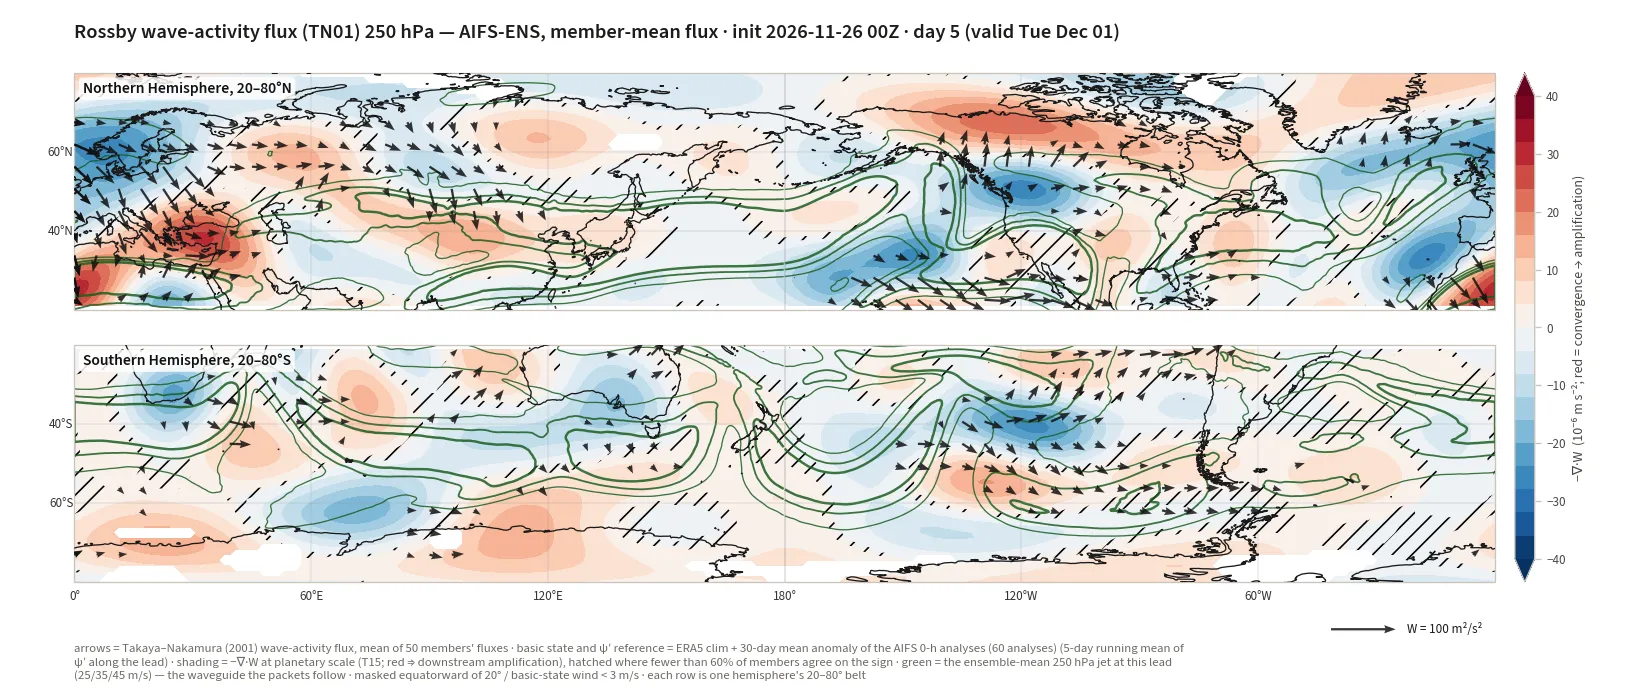 Rossby wave-activity flux (TN01) 250 hPa — AIFS-ENS, member-mean flux · init 2026-11-26 00Z · day 5 (valid Tue Dec 01)
Northern Hemisphere, 20–80°N
60°N
40°N
Southern Hemisphere, 20–80°S
40°S
60°S
0°
60°E
120°E
180°
120°W
60°W
40
30
20
10
0
−10
−20
−30
−40
−∇·W (10⁻⁶ m s⁻²; red = convergence → amplification)
W = 100 m²/s²
arrows = Takaya–Nakamura (2001) wave-activity flux, mean of 50 members' fluxes · basic state and ψ' reference = ERA5 clim + 30-day mean anomaly of the AIFS 0-h analyses (60 analyses) (5-day running mean of
ψ' along the lead) · shading = −∇·W at planetary scale (T15; red ⇒ downstream amplification), hatched where fewer than 60% of members agree on the sign · green = the ensemble-mean 250 hPa jet at this lead
(25/35/45 m/s) — the waveguide the packets follow · masked equatorward of 20° / basic-state wind < 3 m/s · each row is one hemisphere's 20–80° belt